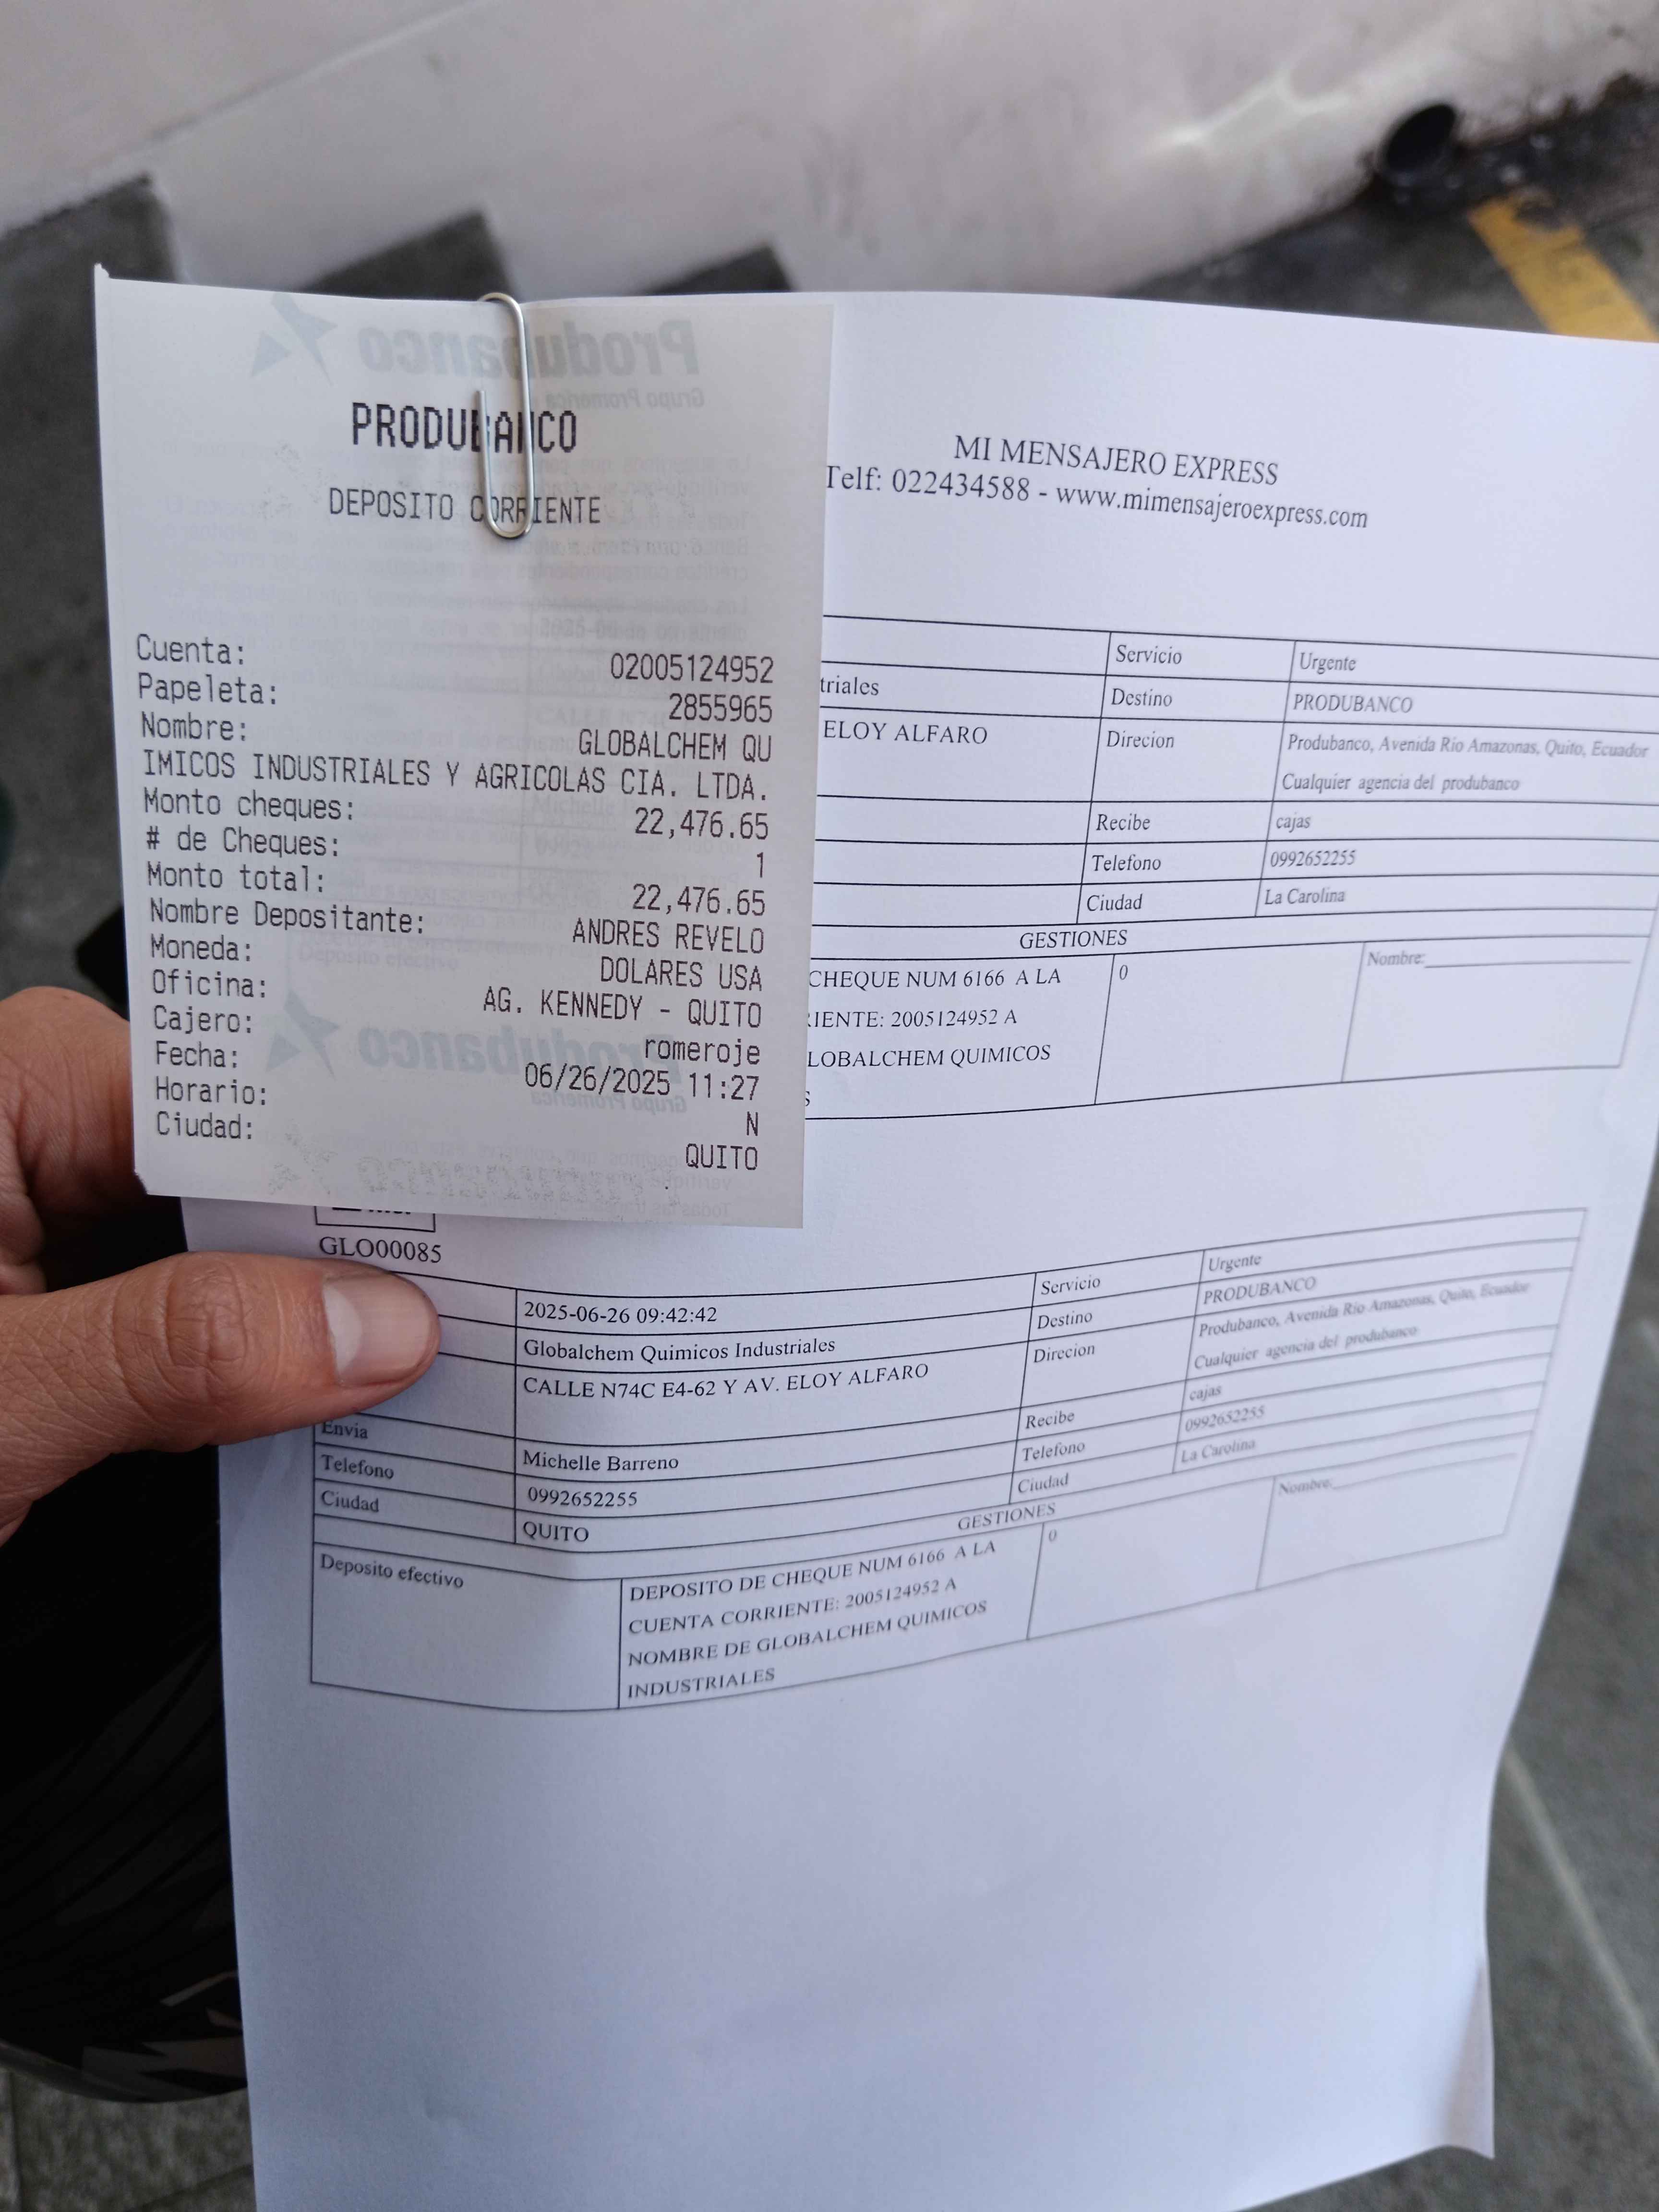 PRODUBANCO
DEPOSITO CORRIENTE
Cuenta: 02005124952
Papeleta: 2855965
Nombre: GLOBALCHEM QU
IMICOS INDUSTRIALES Y AGRICOLAS CIA. LTDA.
Monto cheques: 22,476.65
# de Cheques: 1
Monto total: 22,476.65
Nombre Depositante: ANDRES REVELO
Moneda: DOLARES USA
Oficina: AG. KENNEDY - QUITO
Cajero: romeroje
Fecha: 06/26/2025 11:27
Horario: N
Ciudad: QUITO
MI MENSAJERO EXPRESS
Telf: 022434588 - www.mimensajeroexpress.com
Servicio Urgente
triales Destino PRODUBANCO
ELOY ALFARO Direcion Produbanco, Avenida Rio Amazonas, Quito, Ecuador
Cualquier agencia del produbanco
Recibe cajas
Telefono 0992652255
Ciudad La Carolina
GESTIONES
CHEQUE NUM 6166 A LA 0 Nombre:
RIENTE: 2005124952 A
LOBALCHEM QUIMICOS
S
GLO00085
2025-06-26 09:42:42 Servicio Urgente
Globalchem Quimicos Industriales Destino PRODUBANCO
CALLE N74C E4-62 Y AV. ELOY ALFARO Direcion Produbanco, Avenida Rio Amazonas, Quito, Ecuador
Cualquier agencia del produbanco
Envia Michelle Barreno Recibe cajas
Telefono 0992652255 Telefono 0992652255
Ciudad QUITO Ciudad La Carolina
GESTIONES
Deposito efectivo DEPOSITO DE CHEQUE NUM 6166 A LA 0 Nombre:
CUENTA CORRIENTE: 2005124952 A
NOMBRE DE GLOBALCHEM QUIMICOS
INDUSTRIALES